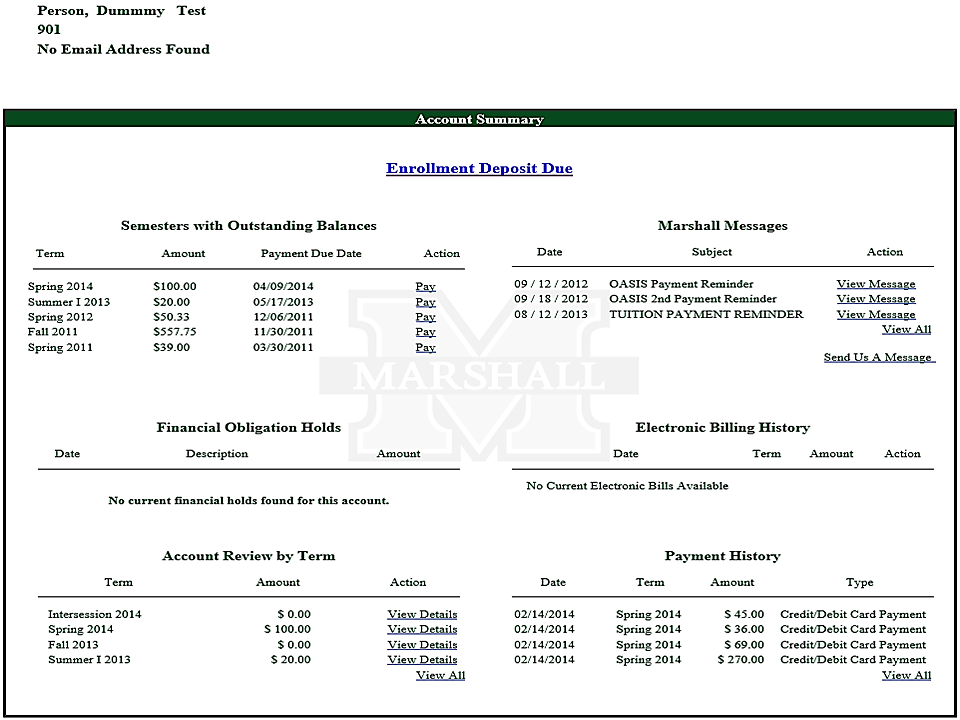 Person, Dummmy Test
901
No Email Address Found
Account Summary
Enrollment Deposit Due
Semesters with Outstanding Balances
Term Amount Payment Due Date Action
Spring 2014 $100.00 04/09/2014 Pay
Summer I 2013 $20.00 05/17/2013 Pay
Spring 2012 $50.33 12/06/2011 Pay
Fall 2011 $557.75 11/30/2011 Pay
Spring 2011 $39.00 03/30/2011 Pay
Marshall Messages
Date Subject Action
09 / 12 / 2012 OASIS Payment Reminder View Message
09 / 18 / 2012 OASIS 2nd Payment Reminder View Message
08 / 12 / 2013 TUITION PAYMENT REMINDER View Message
View All
Send Us A Message
MARSHALL
Financial Obligation Holds
Date Description Amount
No current financial holds found for this account.
Electronic Billing History
Date Term Amount Action
No Current Electronic Bills Available
Account Review by Term
Term Amount Action
Intersession 2014 $ 0.00 View Details
Spring 2014 $ 100.00 View Details
Fall 2013 $ 0.00 View Details
Summer I 2013 $ 20.00 View Details
View All
Payment History
Date Term Amount Type
02/14/2014 Spring 2014 $ 45.00 Credit/Debit Card Payment
02/14/2014 Spring 2014 $ 36.00 Credit/Debit Card Payment
02/14/2014 Spring 2014 $ 69.00 Credit/Debit Card Payment
02/14/2014 Spring 2014 $ 270.00 Credit/Debit Card Payment
View All